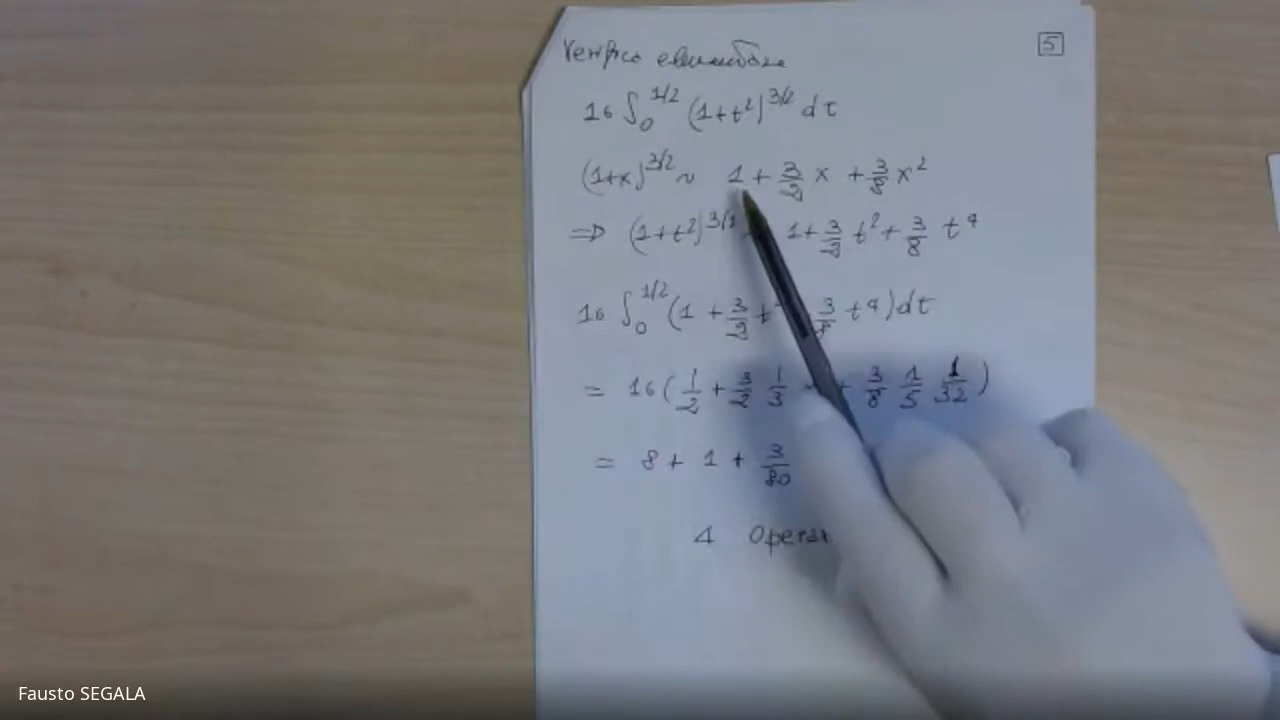 Verifica elementare
5
16 ∫₀^{1/2} (1+t²)^{3/2} dt
(1+x)^{3/2} ~ 1 + 3/2 x + 3/8 x²
⇒ (1+t²)^{3/2} 1 + 3/2 t² + 3/8 t⁴
16 ∫₀^{1/2} (1 + 3/2 t 3/8 t⁴) dt
= 16 ( 1/2 + 3/2 1/3 + 3/8 1/5 1/32 )
= 8 + 1 + 3/80
4
Fausto SEGALA